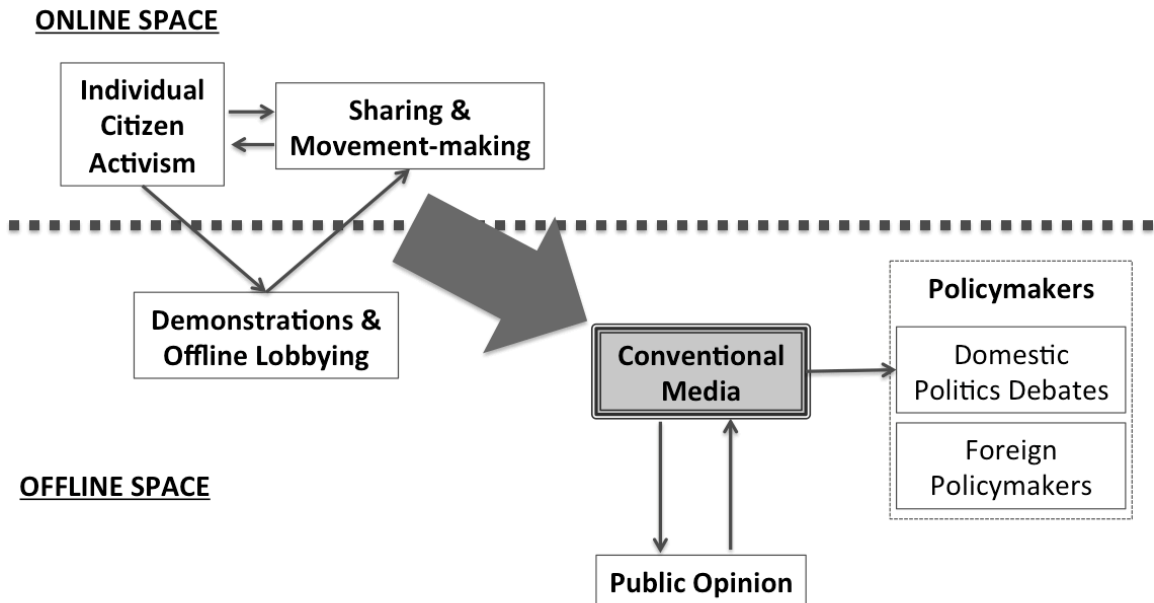 ONLINE SPACE
Individual
Citizen
Activism
Sharing &
Movement-making
Demonstrations &
Offline Lobbying
Conventional
Media
Policymakers
Domestic
Politics Debates
Foreign
Policymakers
OFFLINE SPACE
Public Opinion